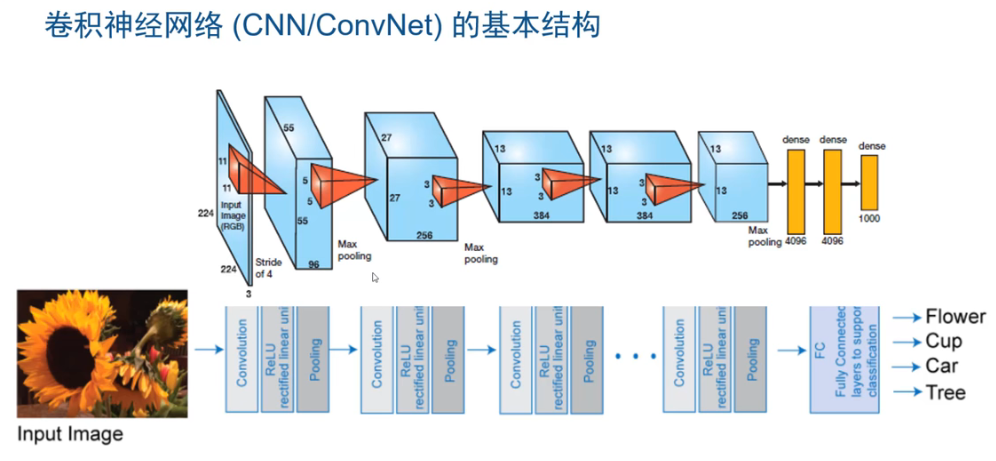 卷积神经网络 (CNN/ConvNet) 的基本结构
224
224
3
11
11
Input
Image
(RGB)
Stride
of 4
55
55
96
5
5
Max
pooling
27
27
256
3
3
Max
pooling
13
13
384
3
3
13
13
384
3
3
13
13
256
Max
pooling
dense
4096
dense
4096
dense
1000
Input Image
Convolution
ReLU
rectified linear unit
Pooling
Convolution
ReLU
rectified linear unit
Pooling
Convolution
ReLU
rectified linear unit
Pooling
Convolution
ReLU
rectified linear unit
Pooling
FC
Fully Connected
layers to support
classification
Flower
Cup
Car
Tree